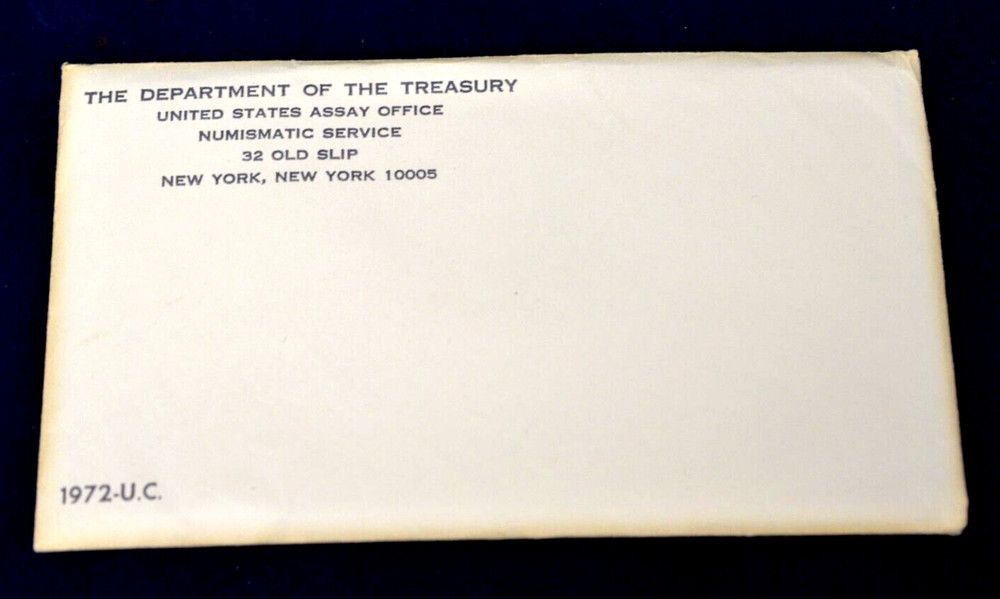 THE DEPARTMENT OF THE TREASURY
UNITED STATES ASSAY OFFICE
NUMISMATIC SERVICE
32 OLD SLIP
NEW YORK, NEW YORK 10005
1972-U.C.